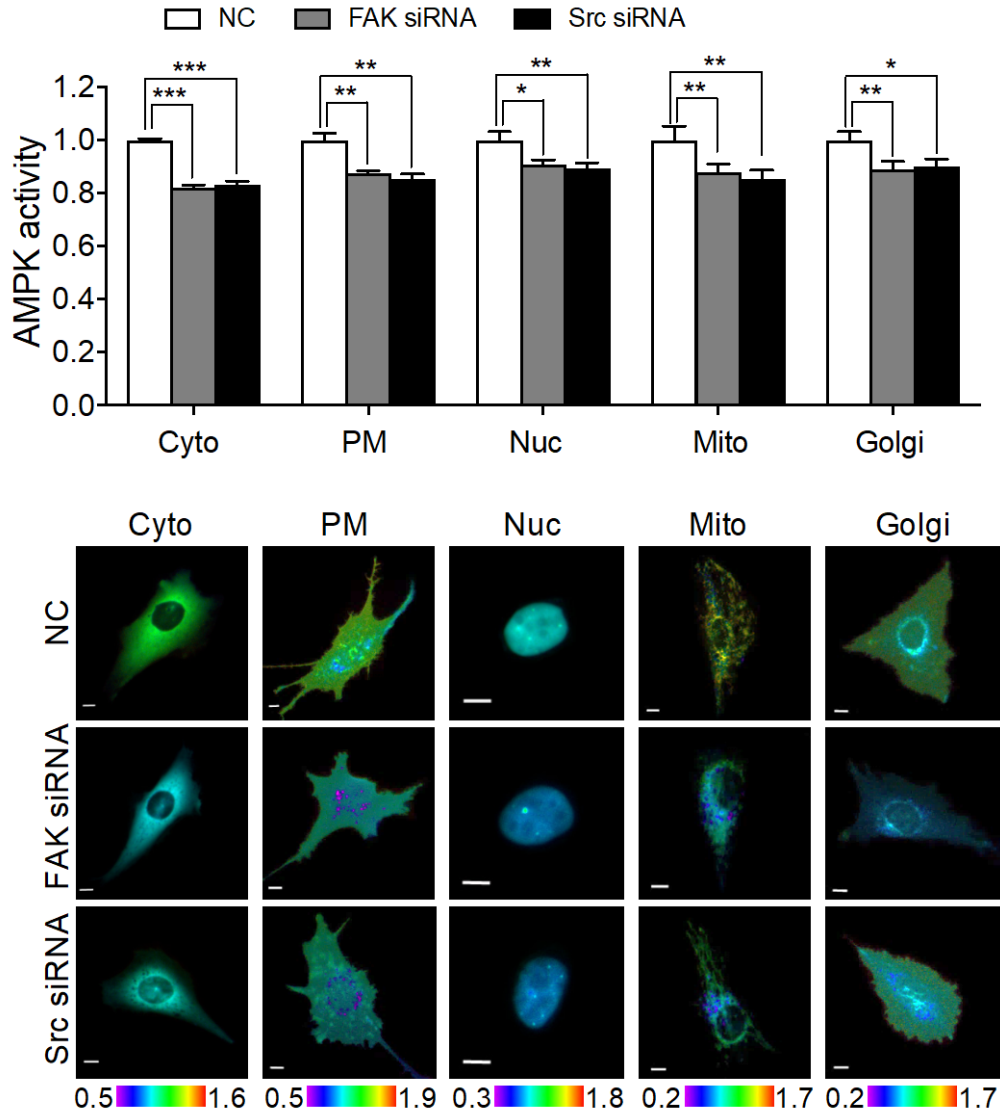 NC FAK siRNA Src siRNA
*** ** ** ** *
*** ** * ** **
AMPK activity
1.2
1.0
0.8
0.6
0.4
0.2
0.0
Cyto PM Nuc Mito Golgi
Cyto PM Nuc Mito Golgi
NC
FAK siRNA
Src siRNA
0.5 1.6 0.5 1.9 0.3 1.8 0.2 1.7 0.2 1.7